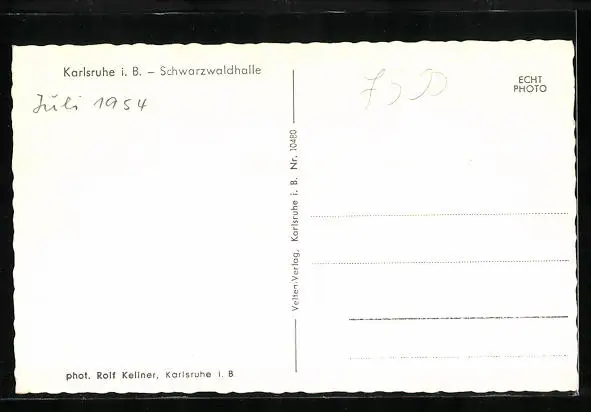 Karlsruhe i. B. – Schwarzwaldhalle
Juli 1954
ECHT
PHOTO
Velten-Verlag, Karlsruhe i. B. Nr. 10480
phot. Rolf Kellner, Karlsruhe i. B